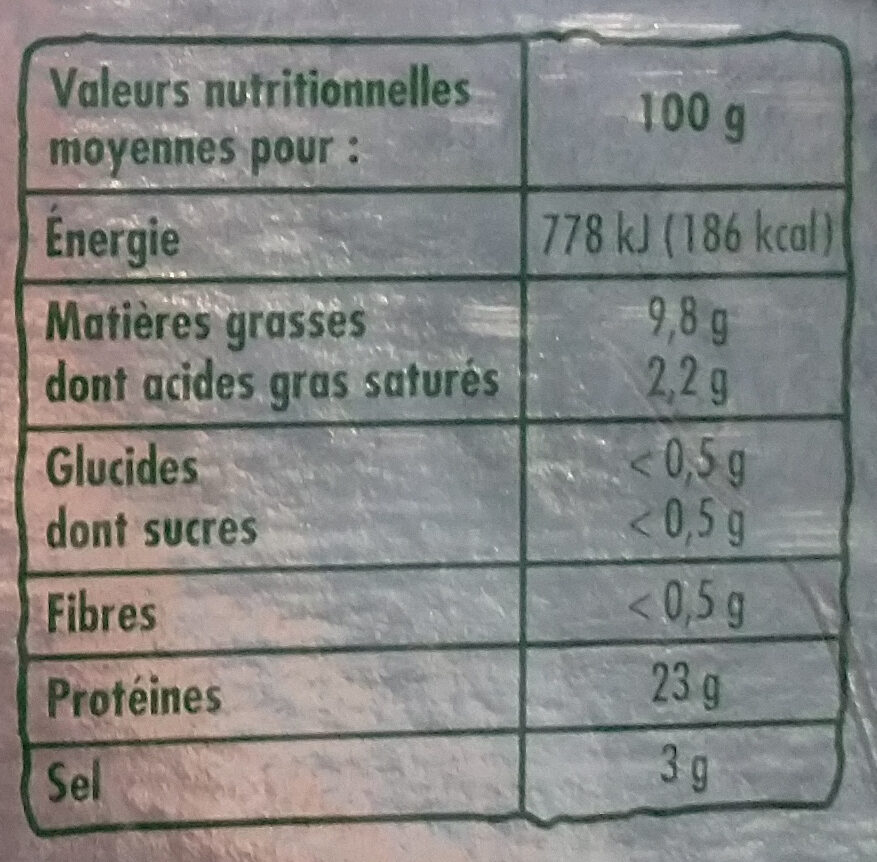 Valeurs nutritionnelles
moyennes pour : 100 g
Énergie 778 kJ (186 kcal)
Matières grasses 9,8 g
dont acides gras saturés 2,2 g
Glucides < 0,5 g
dont sucres < 0,5 g
Fibres < 0,5 g
Protéines 23 g
Sel 3 g